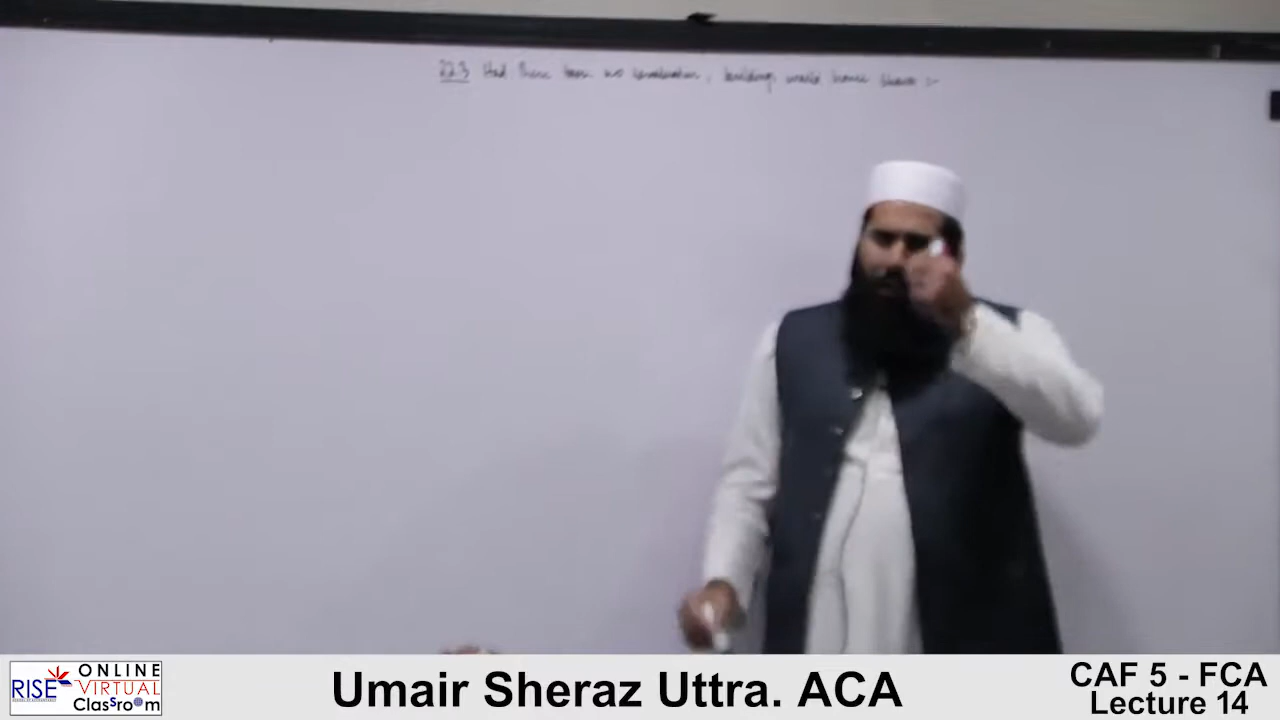 22.3 Had there been no revaluation, building would have shown :-
RISE
ONLINE
VIRTUAL
Classroom
Umair Sheraz Uttra. ACA
CAF 5 - FCA
Lecture 14